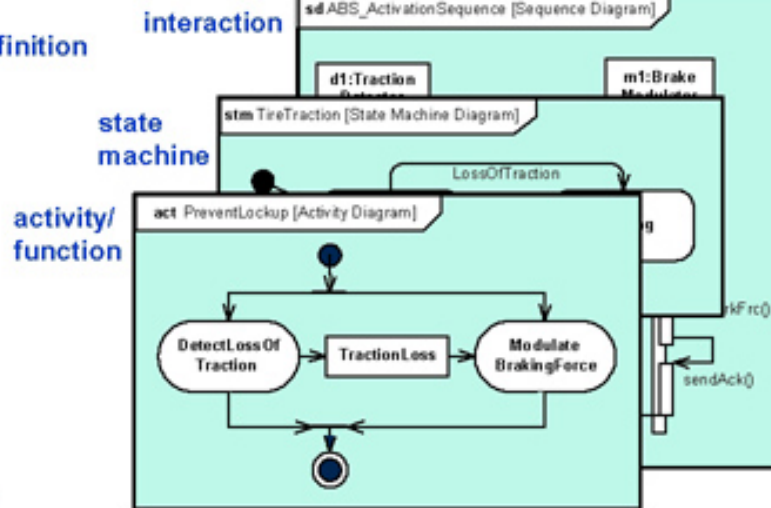 interaction
finition
sd ABS_ActivationSequence [Sequence Diagram]
d1:Traction
m1:Brake
state
machine
stm TireTraction [State Machine Diagram]
LossOfTraction
activity/
function
act PreventLockup [Activity Diagram]
g
DetectLossOf
Traction
TractionLoss
Modulate
BrakingForce
rkFrc()
sendAck()